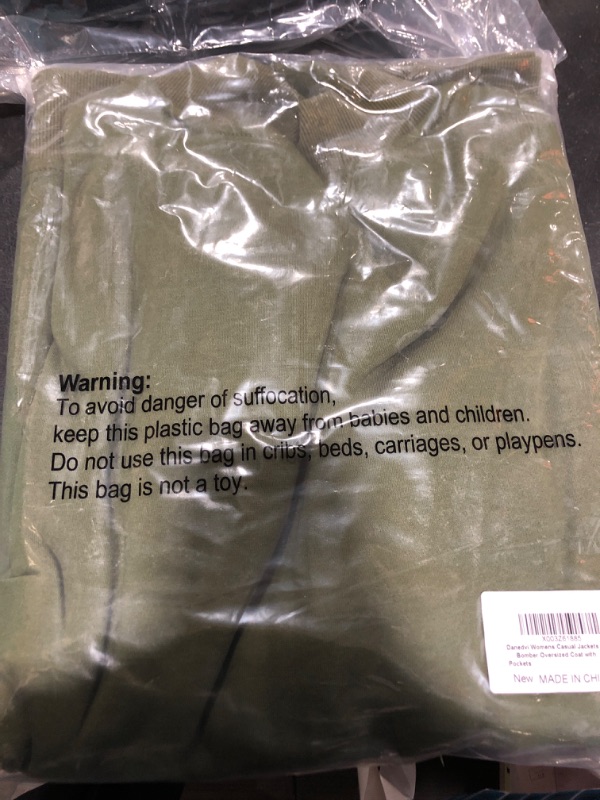 Warning:
To avoid danger of suffocation,
keep this plastic bag away from babies and children.
Do not use this bag in cribs, beds, carriages, or playpens.
This bag is not a toy.
X003Z61885
Danedvi Womens Casual Jackets
Bomber Oversized Coat with
Pockets
New MADE IN CHI